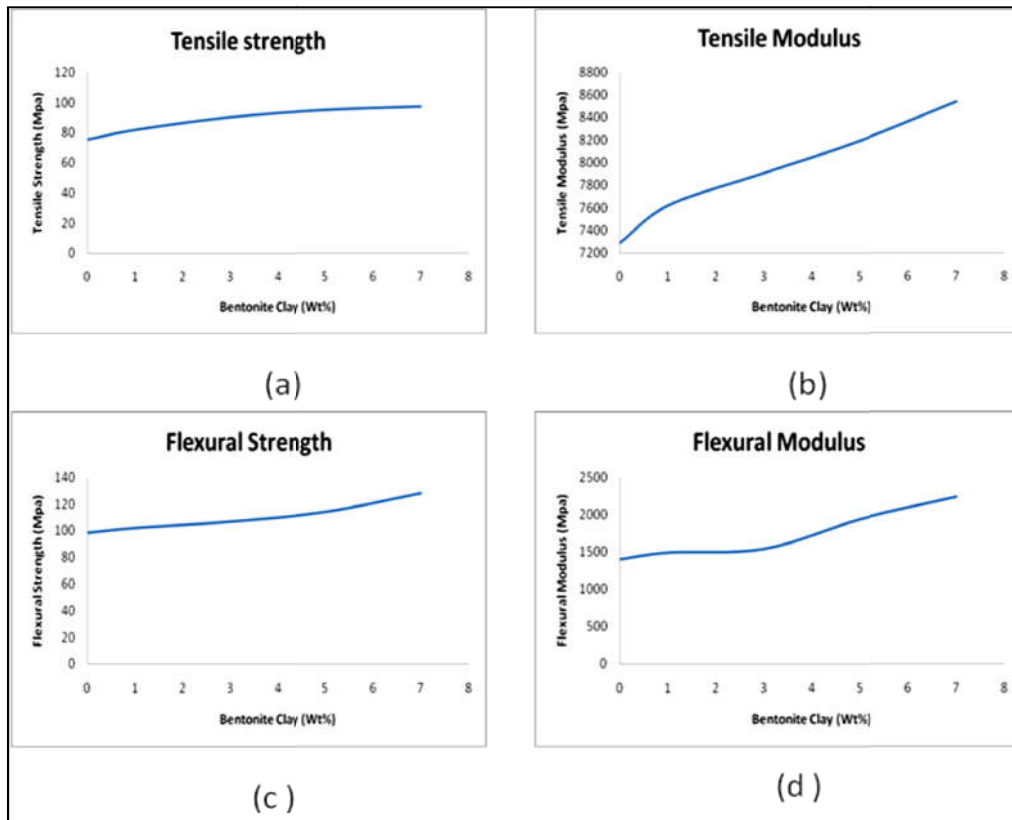 Tensile strength
Tensile Strength (Mpa)
120
100
80
60
40
20
0
0 1 2 3 4 5 6 7 8
Bentonite Clay (Wt%)
(a)
Tensile Modulus
Tensile Modulus (Mpa)
8800
8600
8400
8200
8000
7800
7600
7400
7200
0 1 2 3 4 5 6 7 8
Bentonite Clay (Wt%)
(b)
Flexural Strength
Flexural Strength (Mpa)
140
120
100
80
60
40
20
0
0 1 2 3 4 5 6 7 8
Bentonite Clay (Wt%)
(c )
Flexural Modulus
Flexural Modulus (Mpa)
2500
2000
1500
1000
500
0
0 1 2 3 4 5 6 7 8
Bentonite Clay (Wt%)
(d )